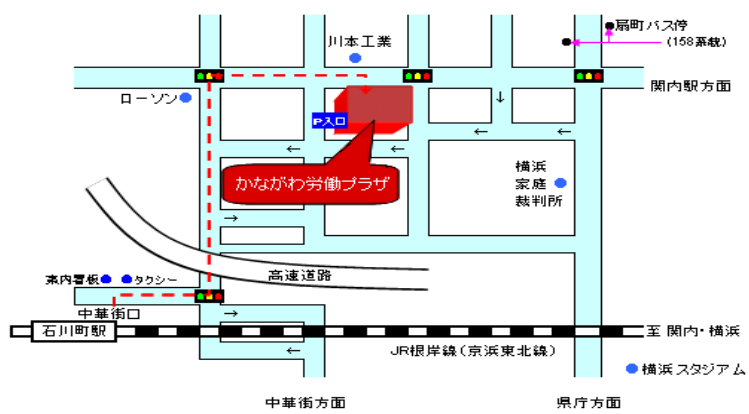 扇町バス停
(158系統)
川本工業
関内駅方面
ローソン
P入口
←
←
←
←
↓
かながわ労働プラザ
横浜
家庭
裁判所
→
高速道路
案内看板
タクシー
中華街口
→
石川町駅
至 関内・横浜
←
JR根岸線(京浜東北線)
横浜スタジアム
中華街方面
県庁方面